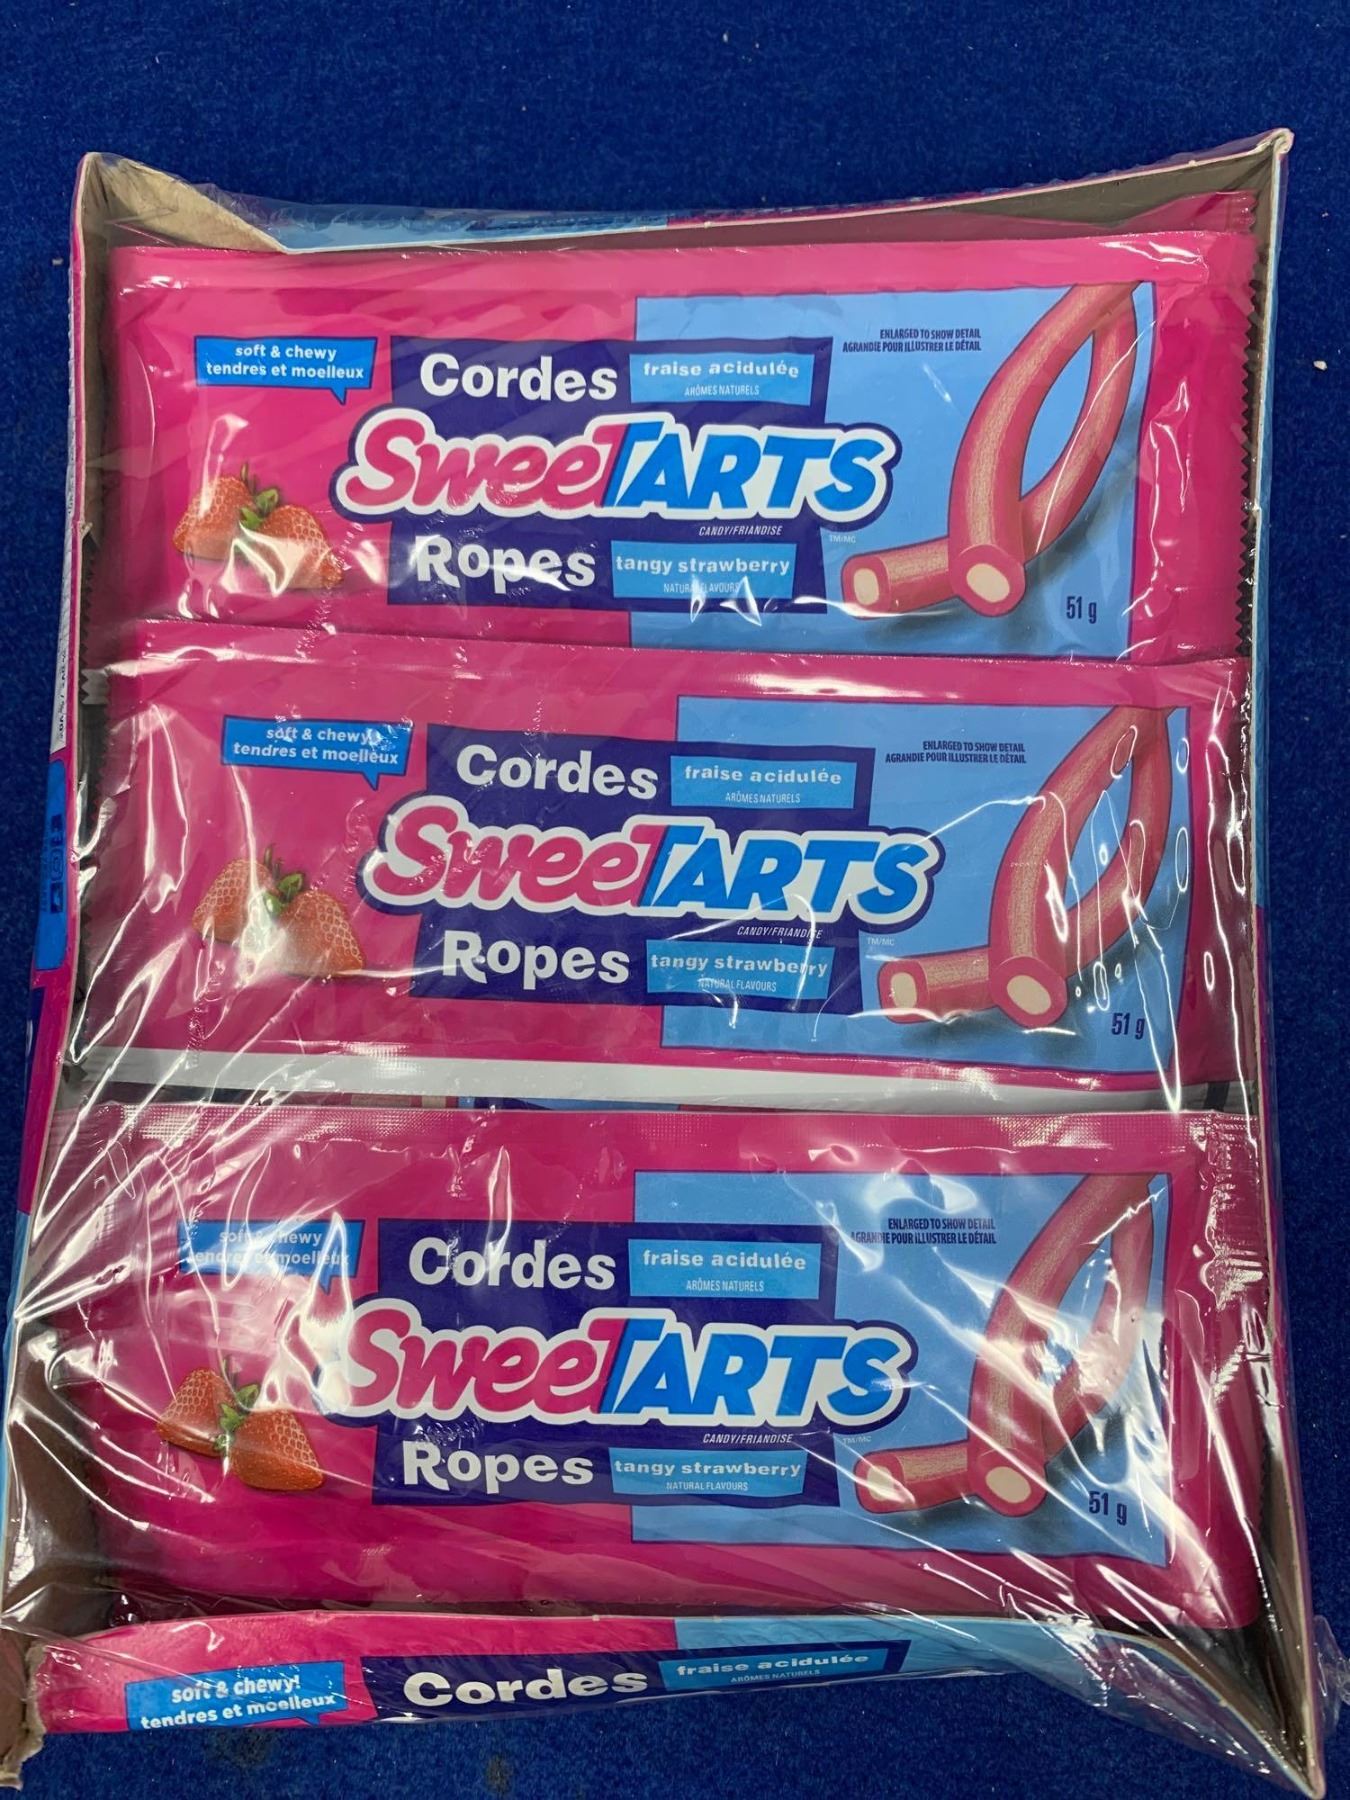 soft & chewy
tendres et moelleux
Cordes
fraise acidulée
ARÔMES NATURELS
ENLARGED TO SHOW DETAIL
AGRANDIE POUR ILLUSTRER LE DÉTAIL
SweeTARTS
CANDY/FRIANDISE
TM/MC
Ropes
tangy strawberry
NATURAL FLAVOURS
51 g
soft & chewy
tendres et moelleux
Cordes
fraise acidulée
ARÔMES NATURELS
ENLARGED TO SHOW DETAIL
AGRANDIE POUR ILLUSTRER LE DÉTAIL
SweeTARTS
CANDY/FRIANDISE
TM/MC
Ropes
tangy strawberry
NATURAL FLAVOURS
51 g
soft & chewy
tendres et moelleux
Cordes
fraise acidulée
ARÔMES NATURELS
ENLARGED TO SHOW DETAIL
AGRANDIE POUR ILLUSTRER LE DÉTAIL
SweeTARTS
CANDY/FRIANDISE
TM/MC
Ropes
tangy strawberry
NATURAL FLAVOURS
51 g
soft & chewy!
tendres et moelleux
Cordes
fraise acidulée
ARÔMES NATURELS